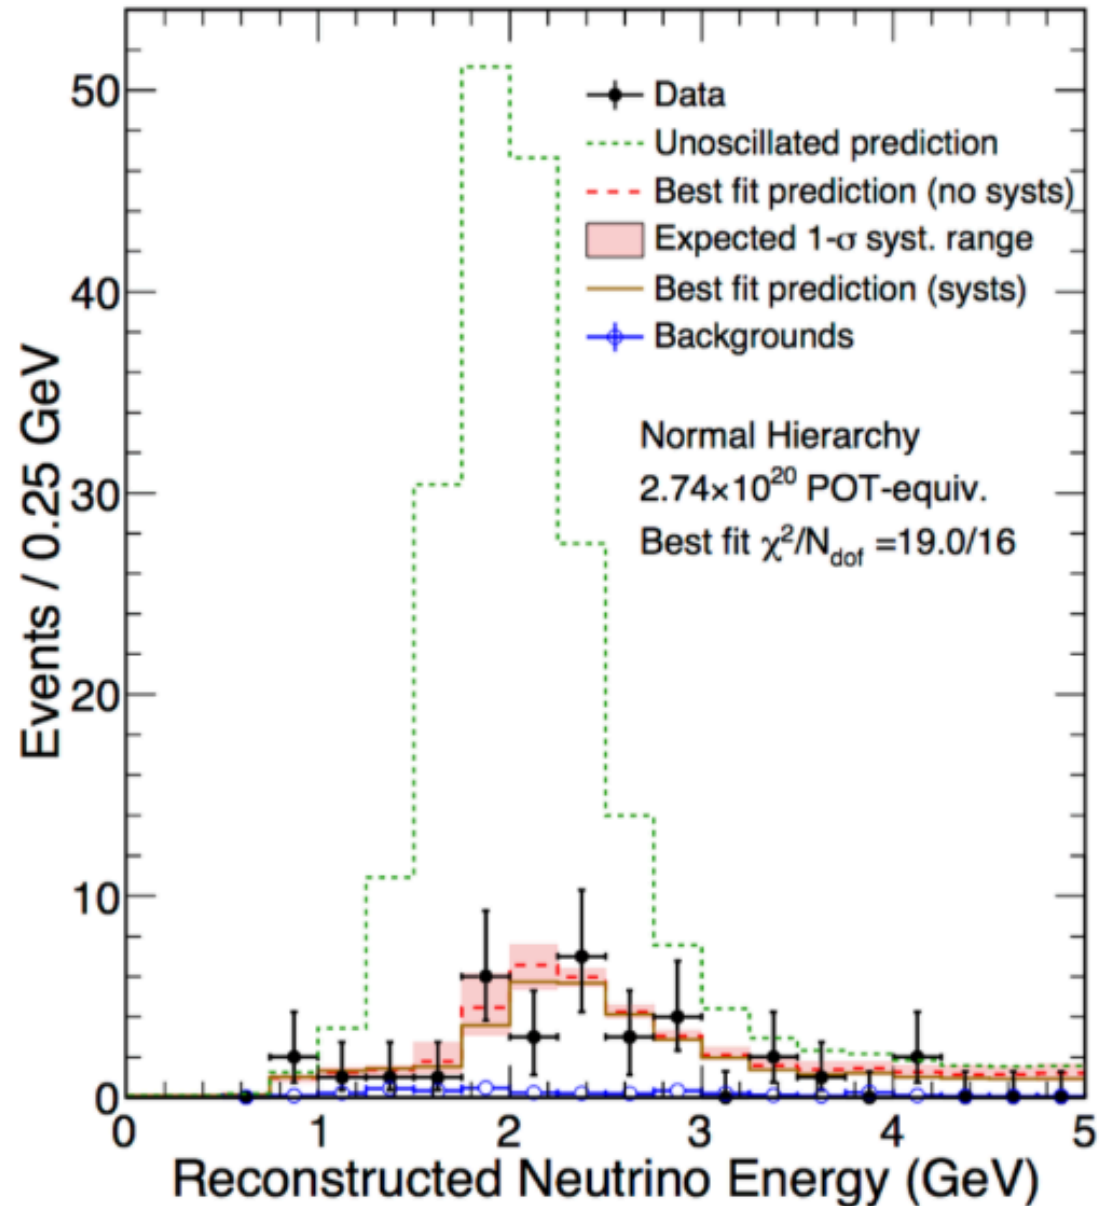 50
40
30
20
10
0
Events / 0.25 GeV
Data
Unoscillated prediction
Best fit prediction (no systs)
Expected 1-σ syst. range
Best fit prediction (systs)
Backgrounds
Normal Hierarchy
2.74×10²⁰ POT-equiv.
Best fit χ²/N_dof =19.0/16
0 1 2 3 4 5
Reconstructed Neutrino Energy (GeV)